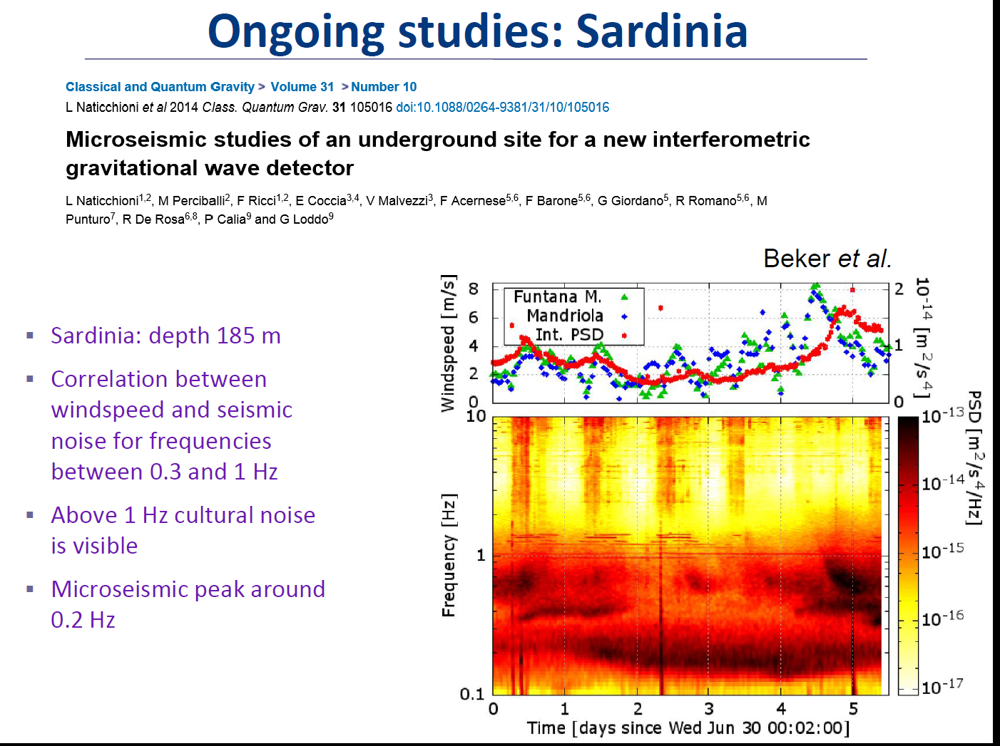 Ongoing studies: Sardinia
Classical and Quantum Gravity > Volume 31 > Number 10
L Naticchioni et al 2014 Class. Quantum Grav. 31 105016 doi:10.1088/0264-9381/31/10/105016
Microseismic studies of an underground site for a new interferometric
gravitational wave detector
L Naticchioni1,2, M Perciballi2, F Ricci1,2, E Coccia3,4, V Malvezzi3, F Acernese5,6, F Barone5,6, G Giordano5, R Romano5,6, M
Punturo7, R De Rosa6,8, P Calia9 and G Loddo9
▪ Sardinia: depth 185 m
▪ Correlation between
windspeed and seismic
noise for frequencies
between 0.3 and 1 Hz
▪ Above 1 Hz cultural noise
is visible
▪ Microseismic peak around
0.2 Hz
Beker et al.
Windspeed [m/s]
8
6
4
2
0
Funtana M.
Mandriola
Int. PSD
2
1
0
10-14 [m2/s4]
Frequency [Hz]
10
1
0.1
0 1 2 3 4 5
Time [days since Wed Jun 30 00:02:00]
10-13
10-14
10-15
10-16
10-17
PSD [m2/s4/Hz]